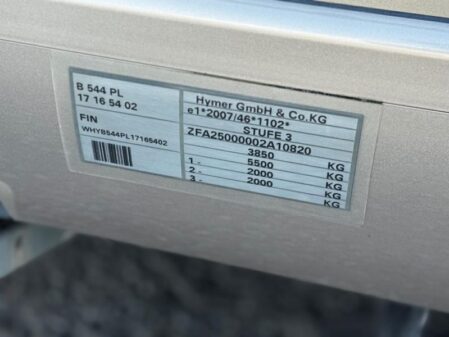 B 544 PL
17 16 54 02
FIN
WHYB544PL17165402
Hymer GmbH & Co.KG
e1*2007/46*1102*
STUFE 3
ZFA25000002A10820
3850 KG
1 - 5500 KG
2 - 2000 KG
3 - 2000 KG